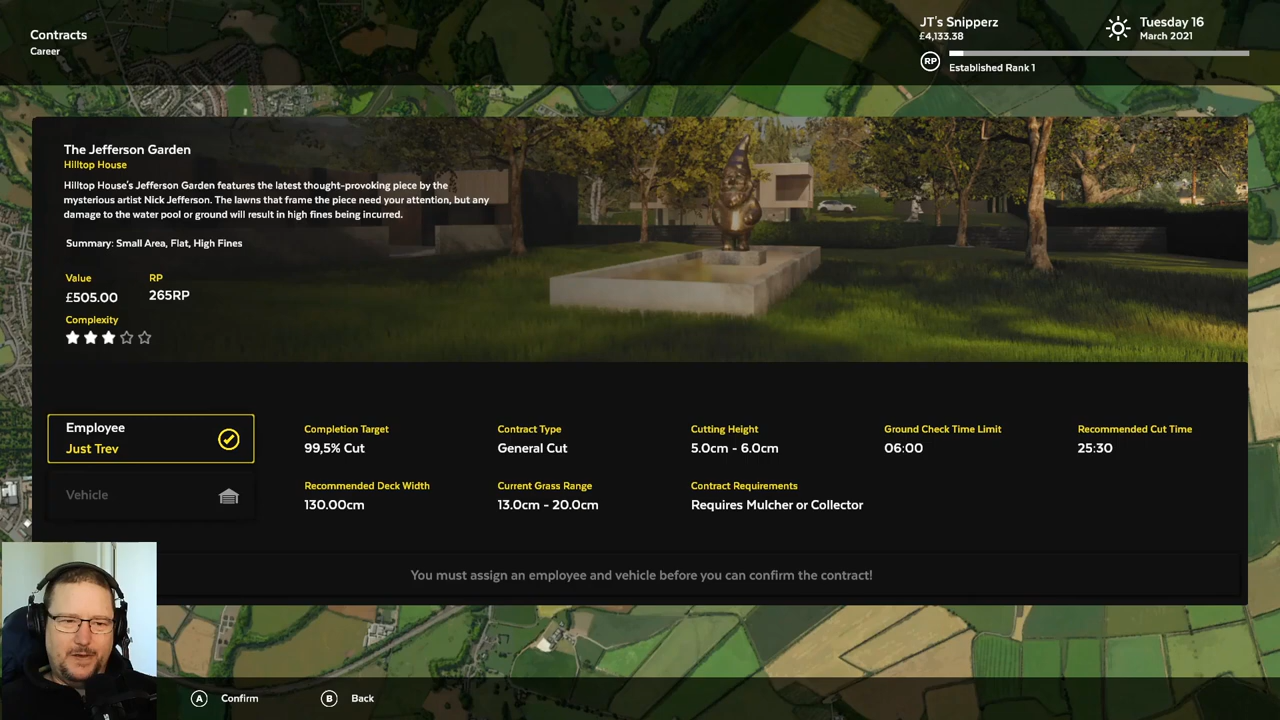 Contracts
Career
JT's Snipperz
£4,133.38
Tuesday 16
March 2021
RP
Established Rank 1
The Jefferson Garden
Hilltop House
Hilltop House's Jefferson Garden features the latest thought-provoking piece by the
mysterious artist Nick Jefferson. The lawns that frame the piece need your attention, but any
damage to the water pool or ground will result in high fines being incurred.
Summary: Small Area, Flat, High Fines
Value
RP
£505.00
265RP
Complexity
Employee
Just Trev
Vehicle
Completion Target
99,5% Cut
Contract Type
General Cut
Cutting Height
5.0cm - 6.0cm
Ground Check Time Limit
06:00
Recommended Cut Time
25:30
Recommended Deck Width
130.00cm
Current Grass Range
13.0cm - 20.0cm
Contract Requirements
Requires Mulcher or Collector
You must assign an employee and vehicle before you can confirm the contract!
A Confirm
B Back